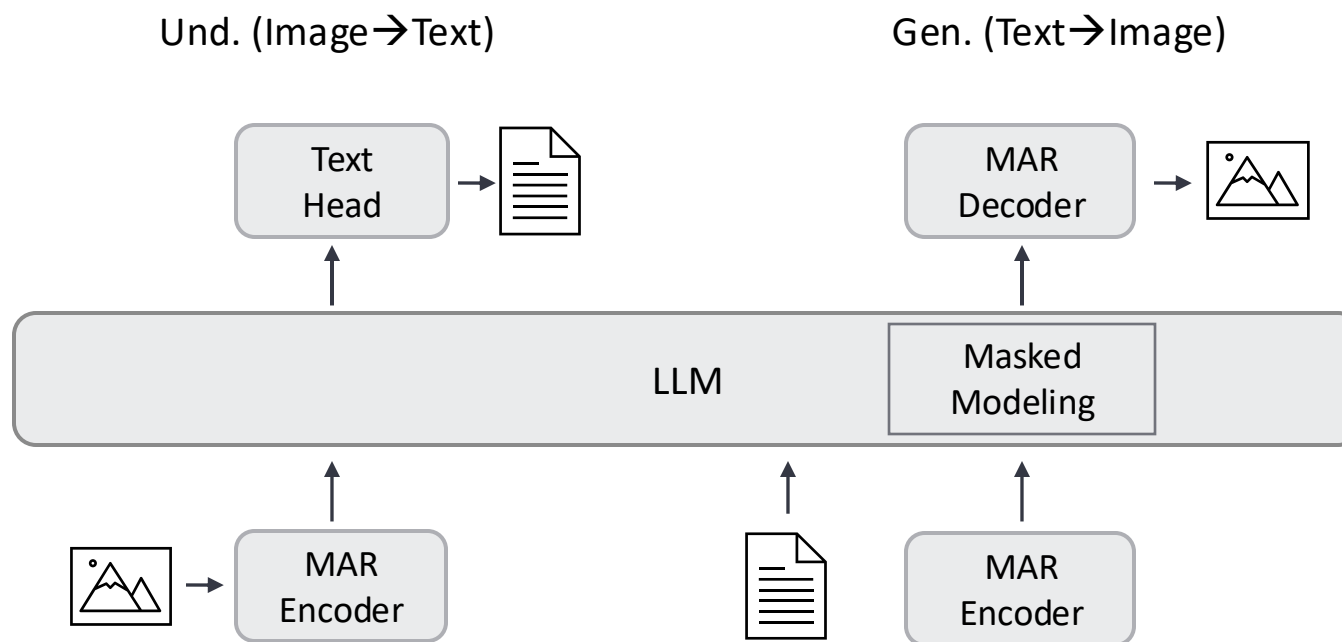 Und. (Image→Text)
Gen. (Text→Image)
Text
Head
MAR
Decoder
LLM
Masked
Modeling
MAR
Encoder
MAR
Encoder